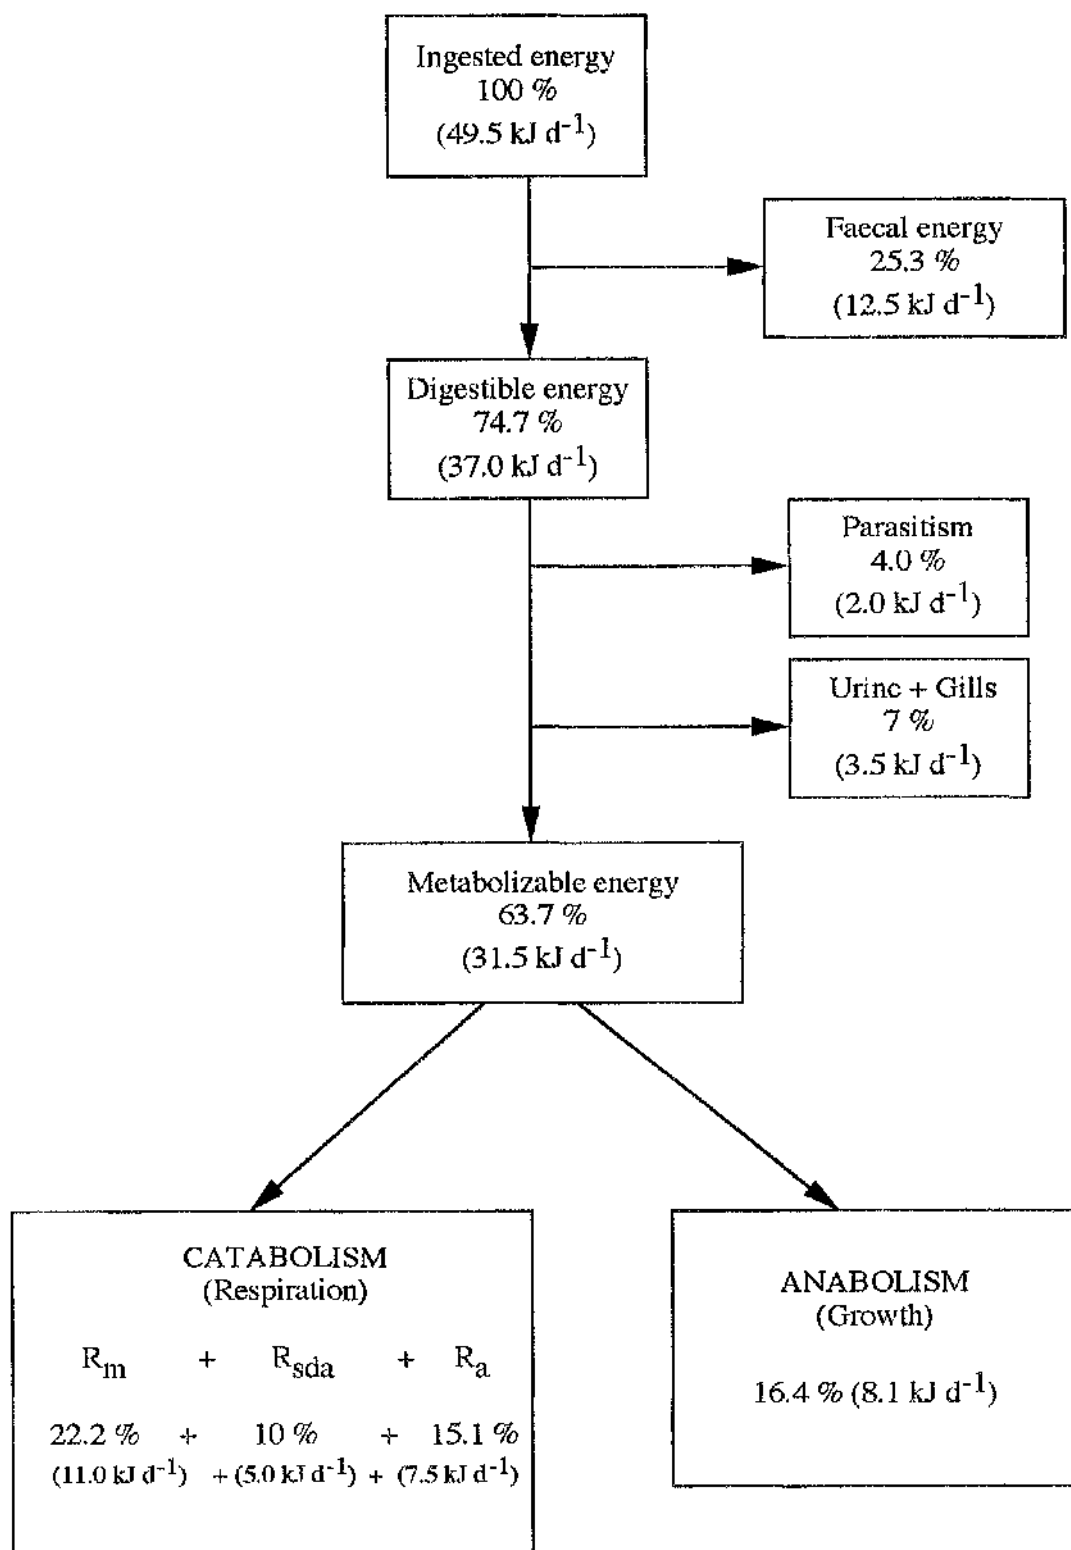 Ingested energy
100 %
(49.5 kJ d⁻¹)
Faecal energy
25.3 %
(12.5 kJ d⁻¹)
Digestible energy
74.7 %
(37.0 kJ d⁻¹)
Parasitism
4.0 %
(2.0 kJ d⁻¹)
Urine + Gills
7 %
(3.5 kJ d⁻¹)
Metabolizable energy
63.7 %
(31.5 kJ d⁻¹)
CATABOLISM
(Respiration)
Rm + Rsda + Ra
22.2 % + 10 % + 15.1 %
(11.0 kJ d⁻¹) + (5.0 kJ d⁻¹) + (7.5 kJ d⁻¹)
ANABOLISM
(Growth)
16.4 % (8.1 kJ d⁻¹)